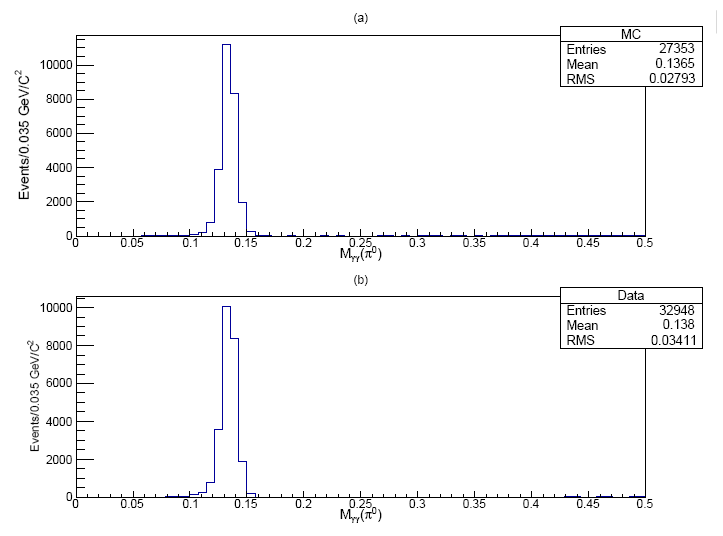 (a)
MC
Entries 27353
Mean 0.1365
RMS 0.02793
Events/0.035 GeV/C²
10000
8000
6000
4000
2000
0
0 0.05 0.1 0.15 0.2 0.25 0.3 0.35 0.4 0.45 0.5
Mγγ(π⁰)
(b)
Data
Entries 32948
Mean 0.138
RMS 0.03411
Events/0.035 GeV/C²
10000
8000
6000
4000
2000
0
0 0.05 0.1 0.15 0.2 0.25 0.3 0.35 0.4 0.45 0.5
Mγγ(π⁰)